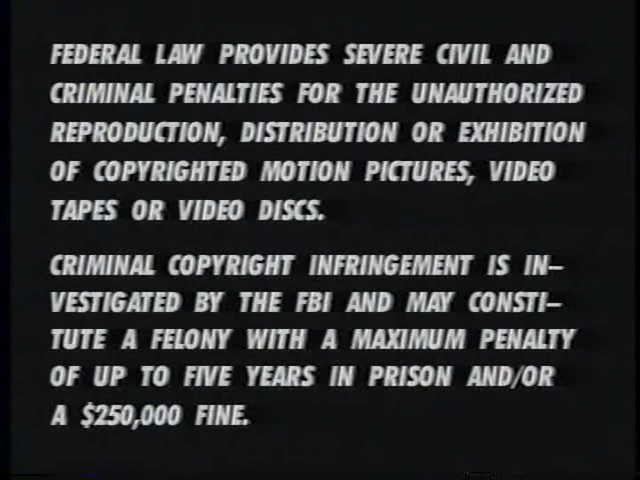 FEDERAL LAW PROVIDES SEVERE CIVIL AND
CRIMINAL PENALTIES FOR THE UNAUTHORIZED
REPRODUCTION, DISTRIBUTION OR EXHIBITION
OF COPYRIGHTED MOTION PICTURES, VIDEO
TAPES OR VIDEO DISCS.
CRIMINAL COPYRIGHT INFRINGEMENT IS IN–
VESTIGATED BY THE FBI AND MAY CONSTI–
TUTE A FELONY WITH A MAXIMUM PENALTY
OF UP TO FIVE YEARS IN PRISON AND/OR
A $250,000 FINE.